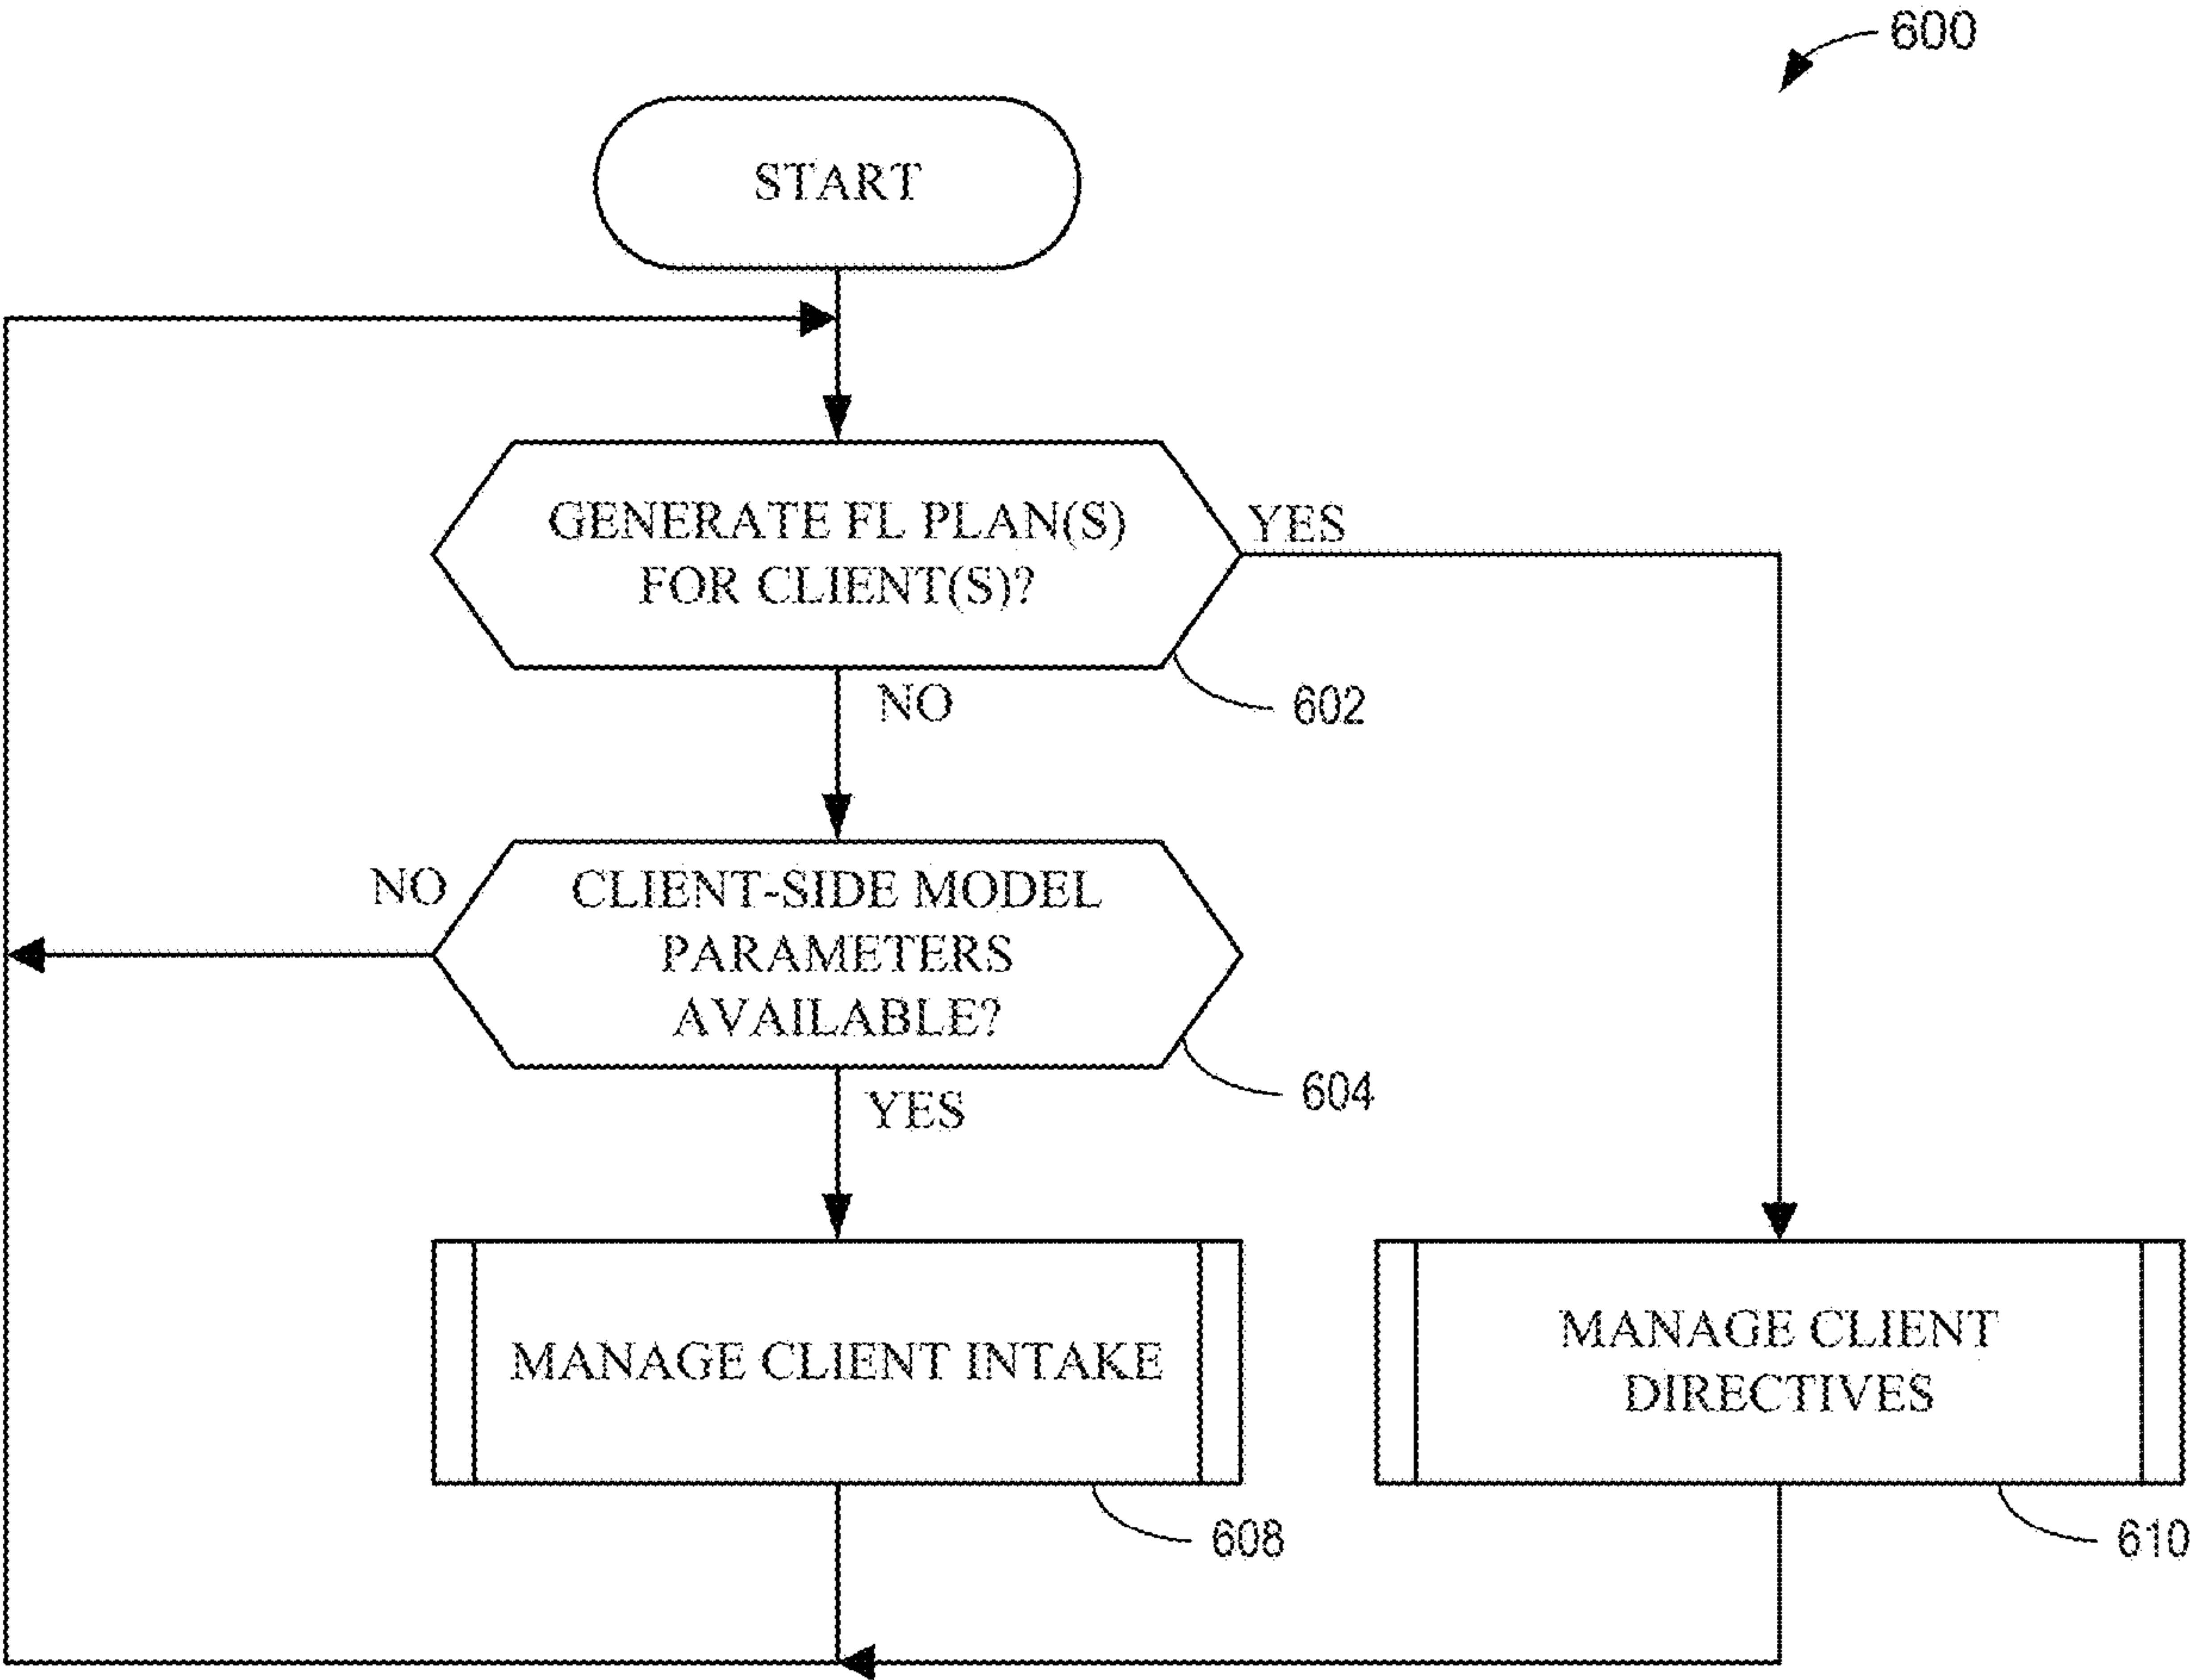 600
START
GENERATE FL PLAN(S)
FOR CLIENT(S)?
YES
NO
602
NO
CLIENT-SIDE MODEL
PARAMETERS
AVAILABLE?
YES
604
MANAGE CLIENT INTAKE
608
MANAGE CLIENT
DIRECTIVES
610